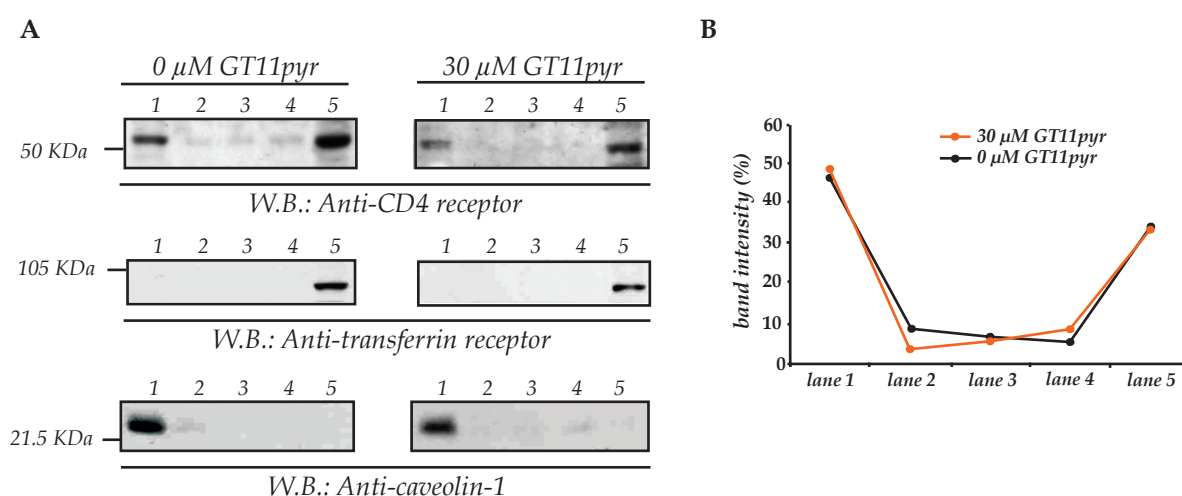 A
0 µM GT11pyr 30 µM GT11pyr
1 2 3 4 5 1 2 3 4 5
50 KDa
W.B.: Anti-CD4 receptor
1 2 3 4 5 1 2 3 4 5
105 KDa
W.B.: Anti-transferrin receptor
1 2 3 4 5 1 2 3 4 5
21.5 KDa
W.B.: Anti-caveolin-1
B
60
50
40
30
20
10
0
band intensity (%)
30 µM GT11pyr
0 µM GT11pyr
lane 1 lane 2 lane 3 lane 4 lane 5